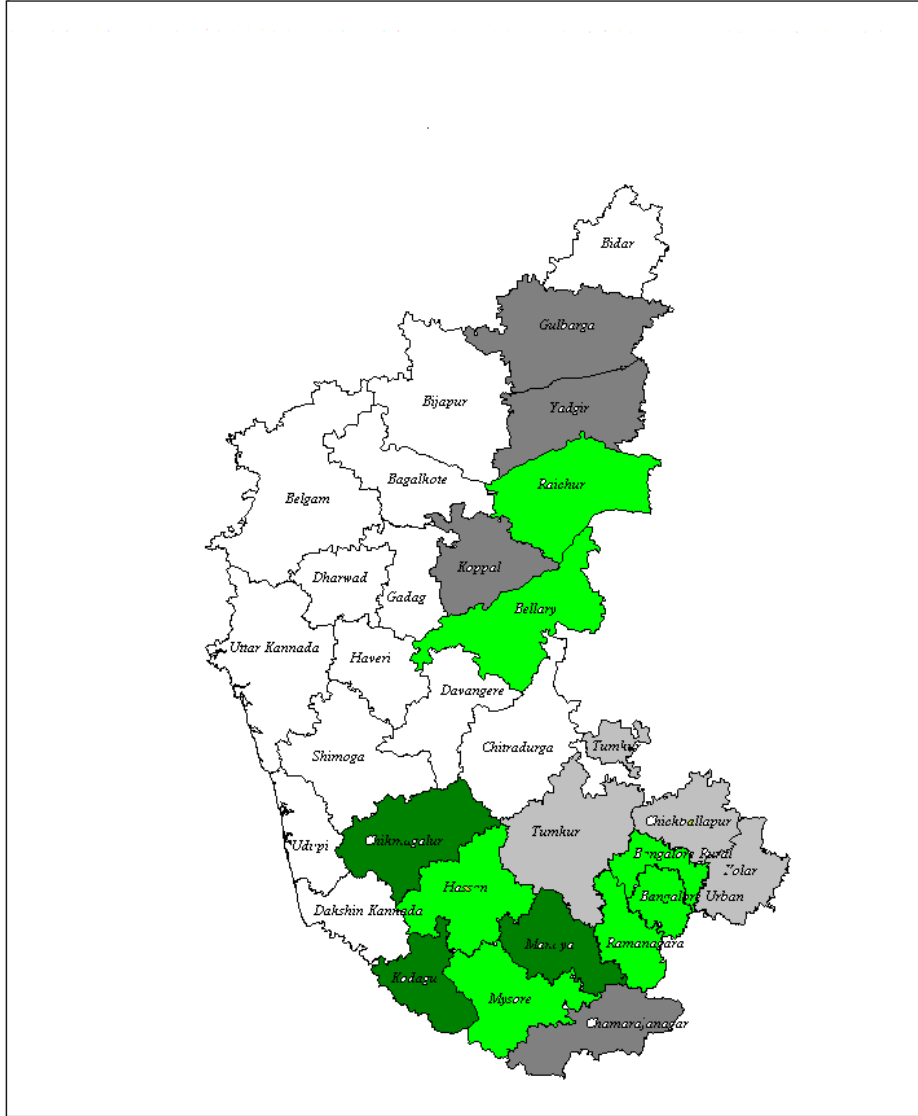 Bidar
Gulbarga
Bijapur
Yadgir
Bagalkote
Raichur
Belgam
Koppal
Dharwad
Gadag
Bellary
Uttar Kannada
Haveri
Davangere
Shimoga
Chitradurga
Tumkur
Chickballapur
Tumkur
Chikmagalur
Udupi
Bangalore Rural
Kolar
Hassan
Bangalore Urban
Dakshin Kannada
Mandya
Ramanagara
Kodagu
Mysore
Chamarajanagar